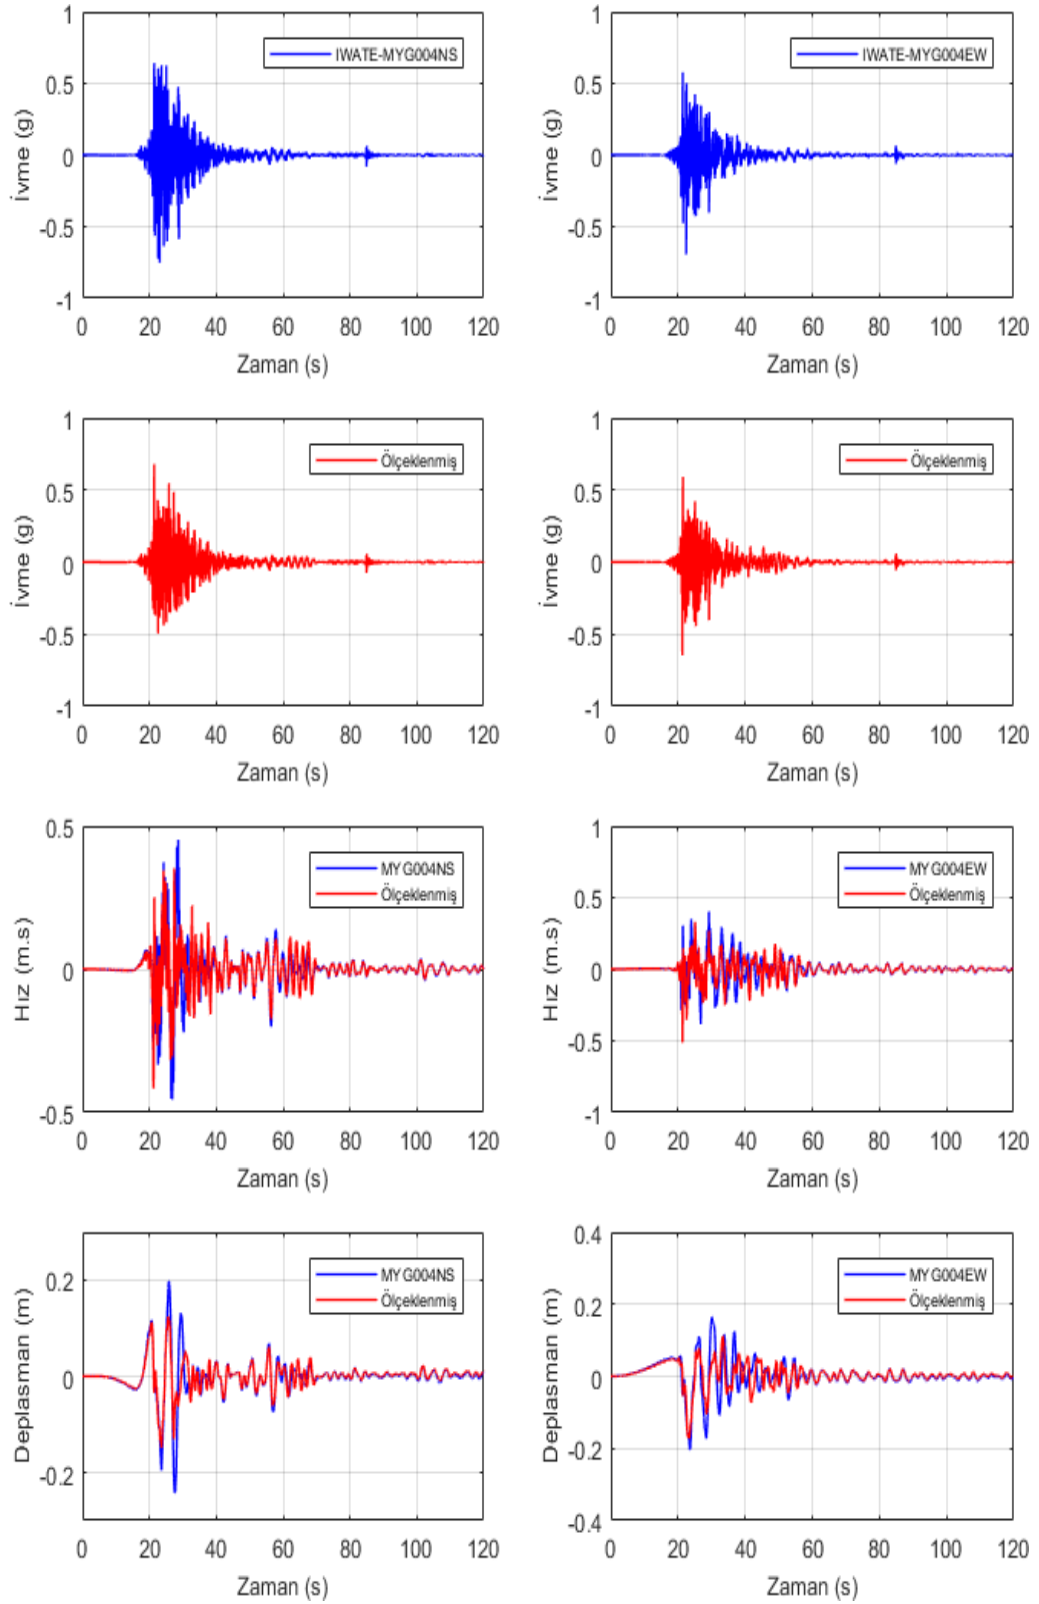 1
0.5
0
-0.5
-1
İvme (g)
IWATE-MYG004NS
0 20 40 60 80 100 120
Zaman (s)
1
0.5
0
-0.5
-1
İvme (g)
IWATE-MYG004EW
0 20 40 60 80 100 120
Zaman (s)
1
0.5
0
-0.5
-1
İvme (g)
Ölçeklenmiş
0 20 40 60 80 100 120
Zaman (s)
1
0.5
0
-0.5
-1
İvme (g)
Ölçeklenmiş
0 20 40 60 80 100 120
Zaman (s)
0.5
0
-0.5
Hız (m.s)
MYG004NS
Ölçeklenmiş
0 20 40 60 80 100 120
Zaman (s)
1
0.5
0
-0.5
-1
Hız (m.s)
MYG004EW
Ölçeklenmiş
0 20 40 60 80 100 120
Zaman (s)
0.2
0
-0.2
Deplasman (m)
MYG004NS
Ölçeklenmiş
0 20 40 60 80 100 120
Zaman (s)
0.4
0.2
0
-0.2
-0.4
Deplasman (m)
MYG004EW
Ölçeklenmiş
0 20 40 60 80 100 120
Zaman (s)